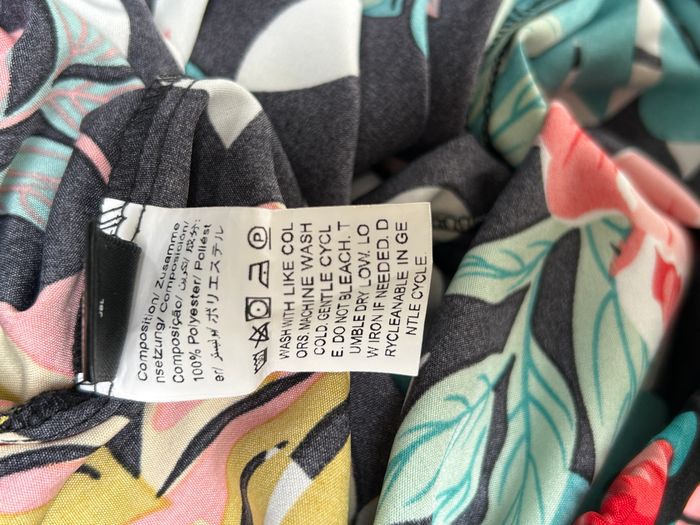 Composition/ Zusamme
nsetzung/ Composición/
Composição/ تكوين/ 成分:
100% Polyester/ Poliést
er/ بوليستر ポリエステル
WASH WITH LIKE COL
ORS. MACHINE WASH
COLD. GENTLE CYCL
E. DO NOT BLEACH. T
UMBLE DRY LOW. LO
W IRON IF NEEDED. D
RYCLEANABLE IN GE
NTLE CYCLE.